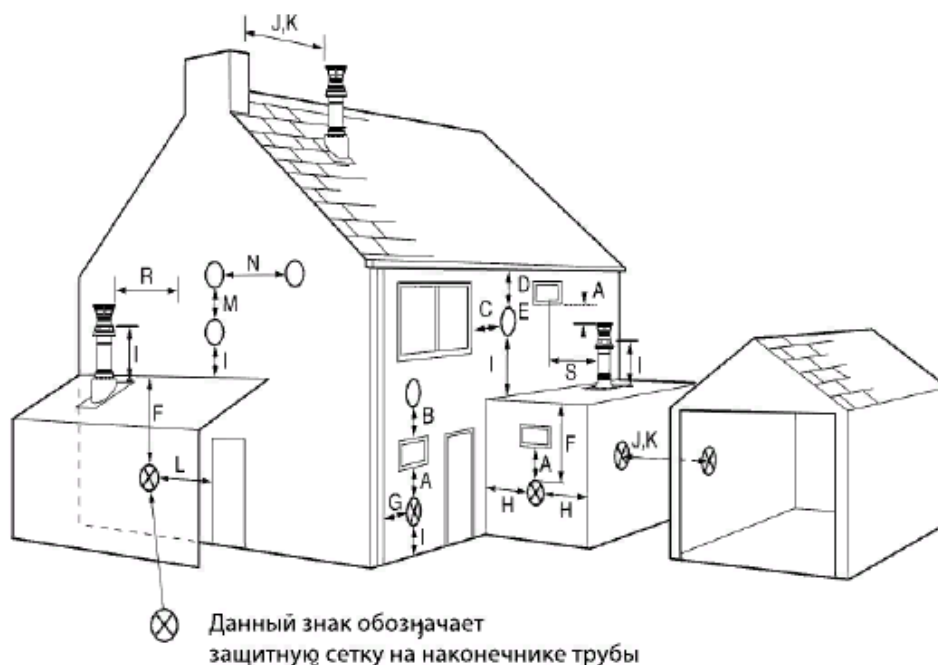 J,K
N
R
M
D
A
C
E
I
I
I
S
I
F
B
F
J,K
L
A
A
G
H
H
I
Данный знак обозначает
защитную сетку на наконечнике трубы